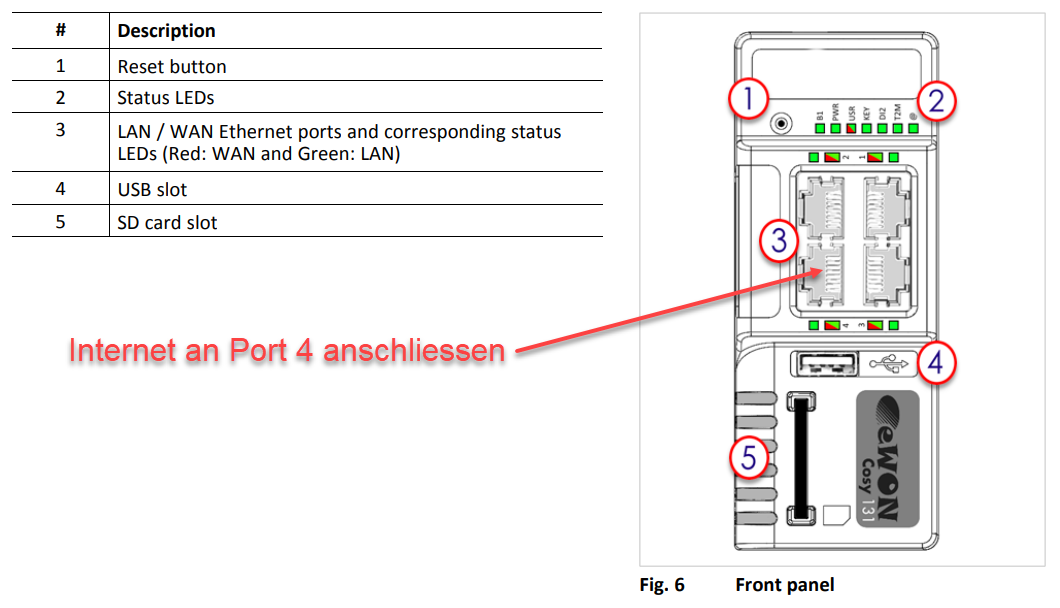 # Description
1 Reset button
2 Status LEDs
3 LAN / WAN Ethernet ports and corresponding status
LEDs (Red: WAN and Green: LAN)
4 USB slot
5 SD card slot
1
2
B1 PWR USR KEY DI2 T2M @
2 1
3
4 3
Internet an Port 4 anschliessen
4
5
eWON
Cosy 131
Fig. 6 Front panel